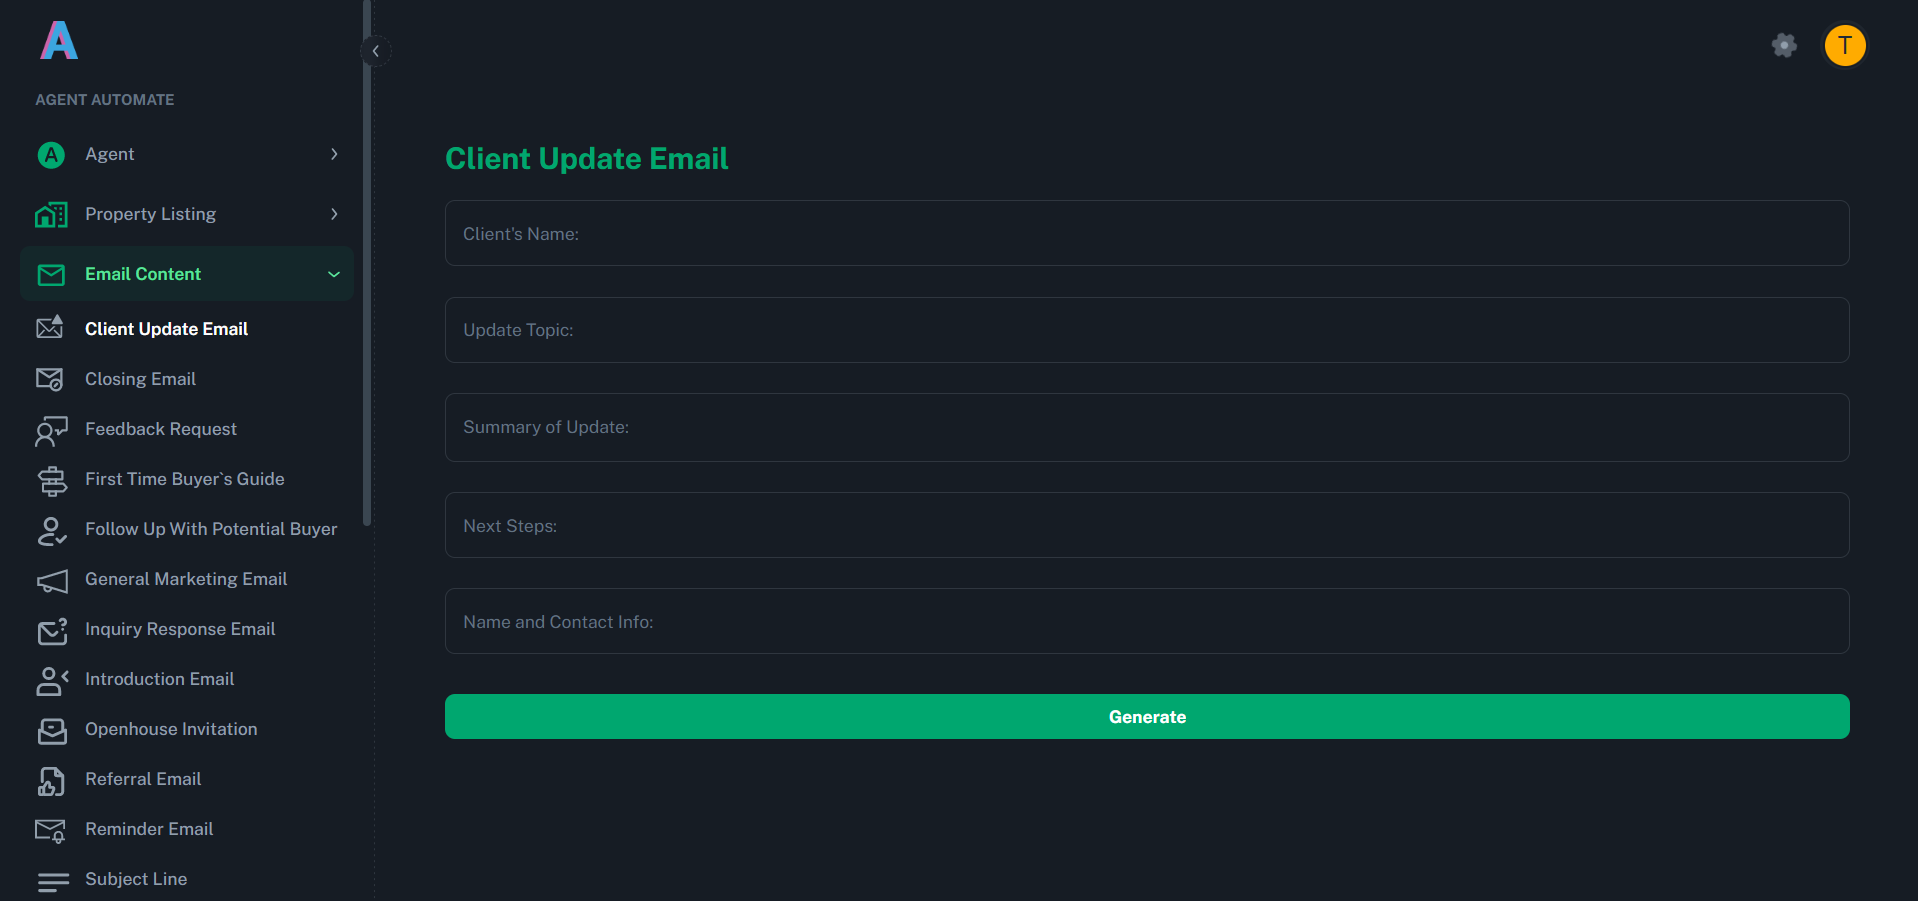 A
T
AGENT AUTOMATE
A
Agent
Property Listing
Email Content
Client Update Email
Closing Email
Feedback Request
First Time Buyer`s Guide
Follow Up With Potential Buyer
General Marketing Email
Inquiry Response Email
Introduction Email
Openhouse Invitation
Referral Email
Reminder Email
Subject Line
Client Update Email
Client's Name:
Update Topic:
Summary of Update:
Next Steps:
Name and Contact Info:
Generate